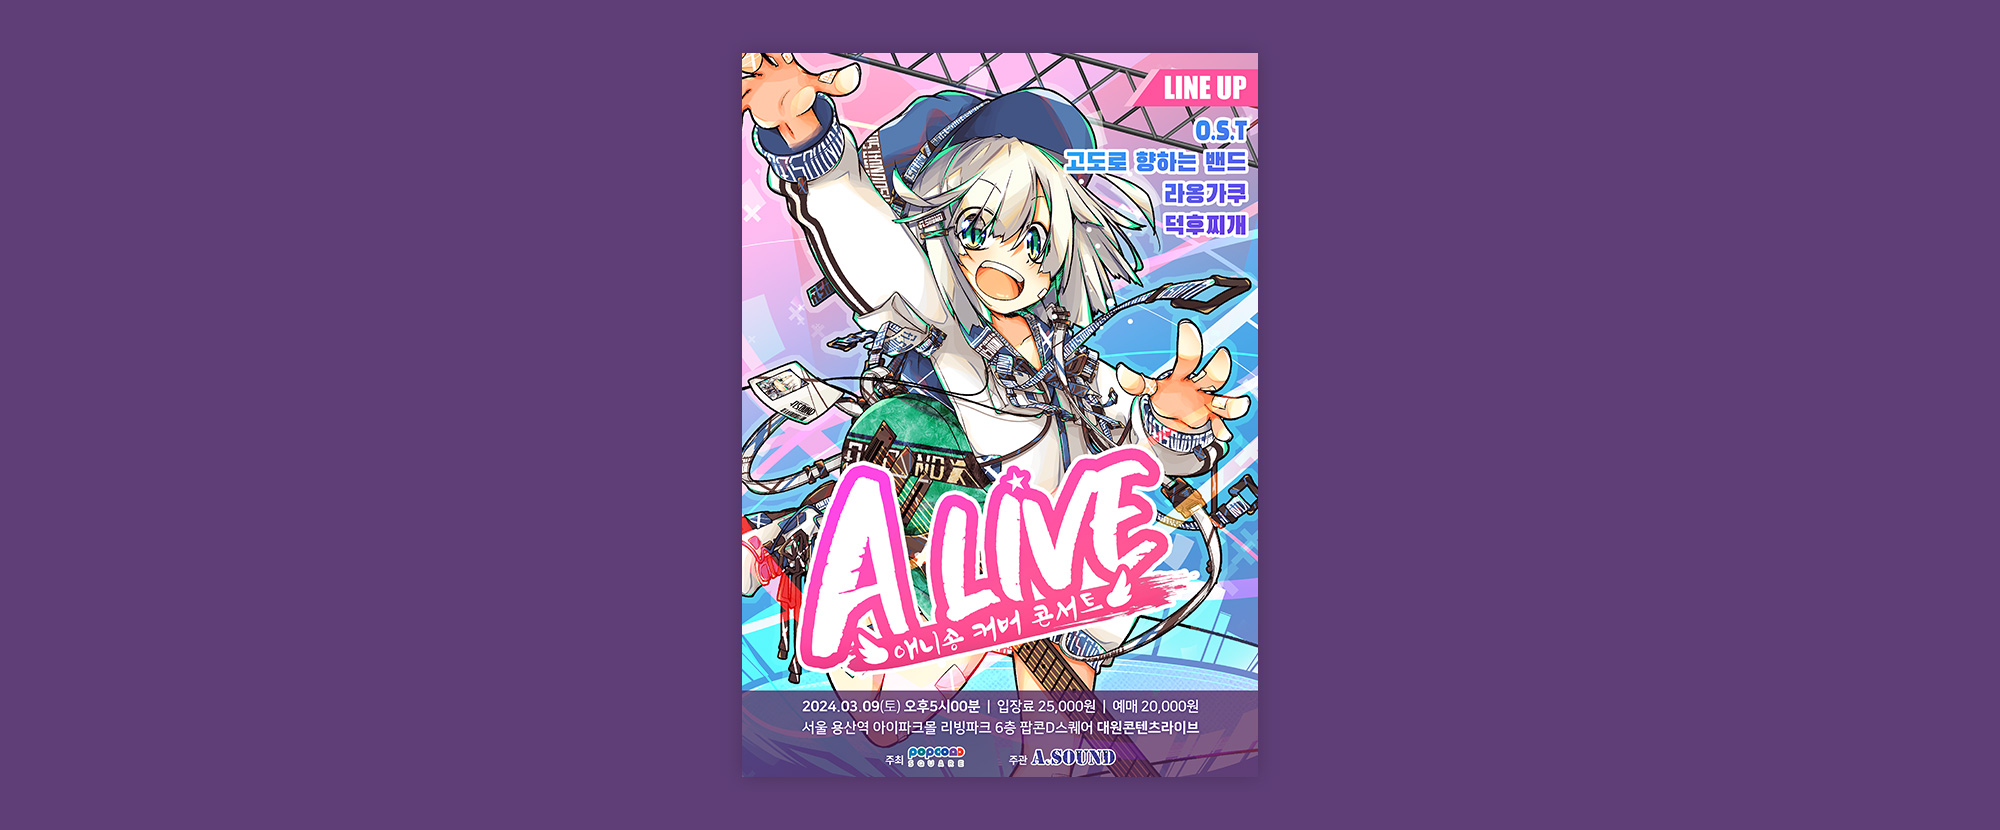 LINE UP
O.S.T
고도로 향하는 밴드
라옹가쿠
덕후찌개
A LIVE
애니송 커버 콘서트
2024.03.09(토) 오후5시00분 | 입장료 25,000원 | 예매 20,000원
서울 용산역 아이파크몰 리빙파크 6층 팝콘D스퀘어 대원콘텐츠라이브
주최 popcorn D SQUARE 주관 A.SOUND